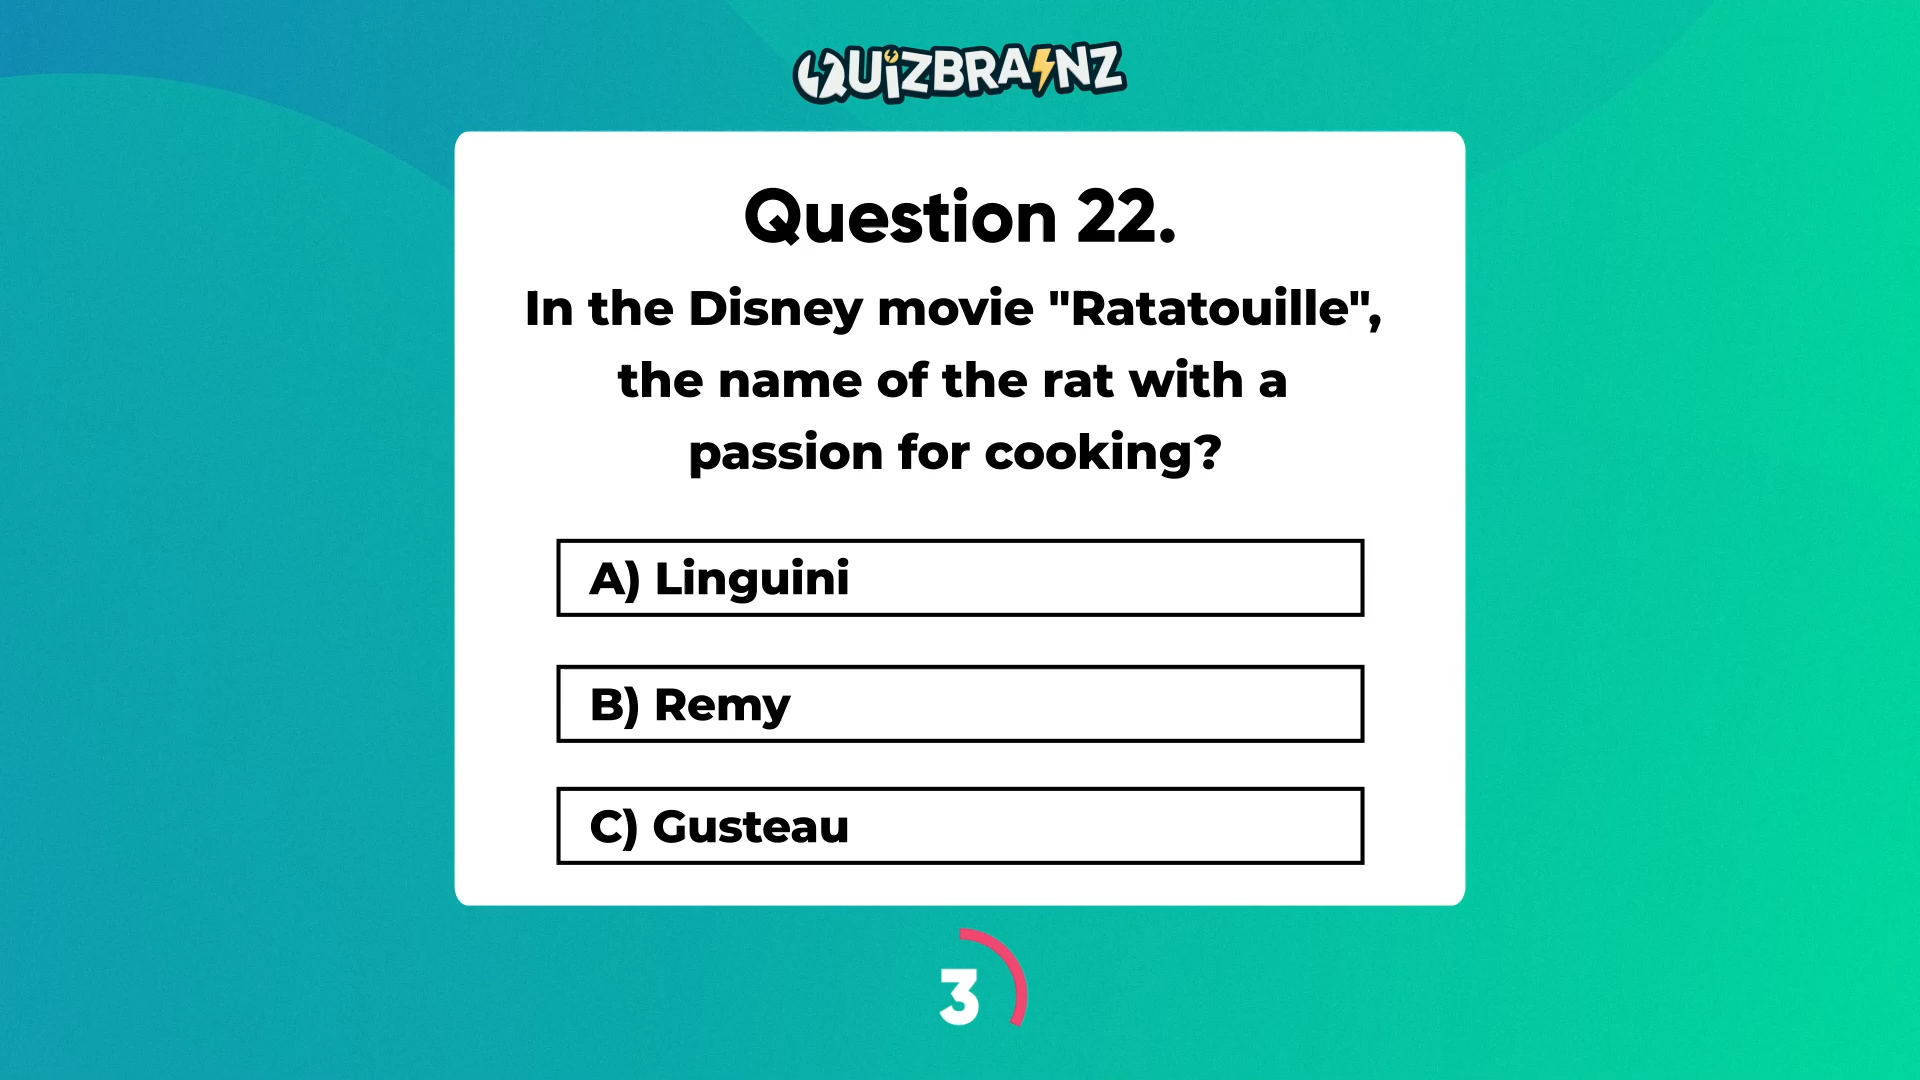 QUiZBRAINZ
Question 22.
In the Disney movie "Ratatouille",
the name of the rat with a
passion for cooking?
A) Linguini
B) Remy
C) Gusteau
3